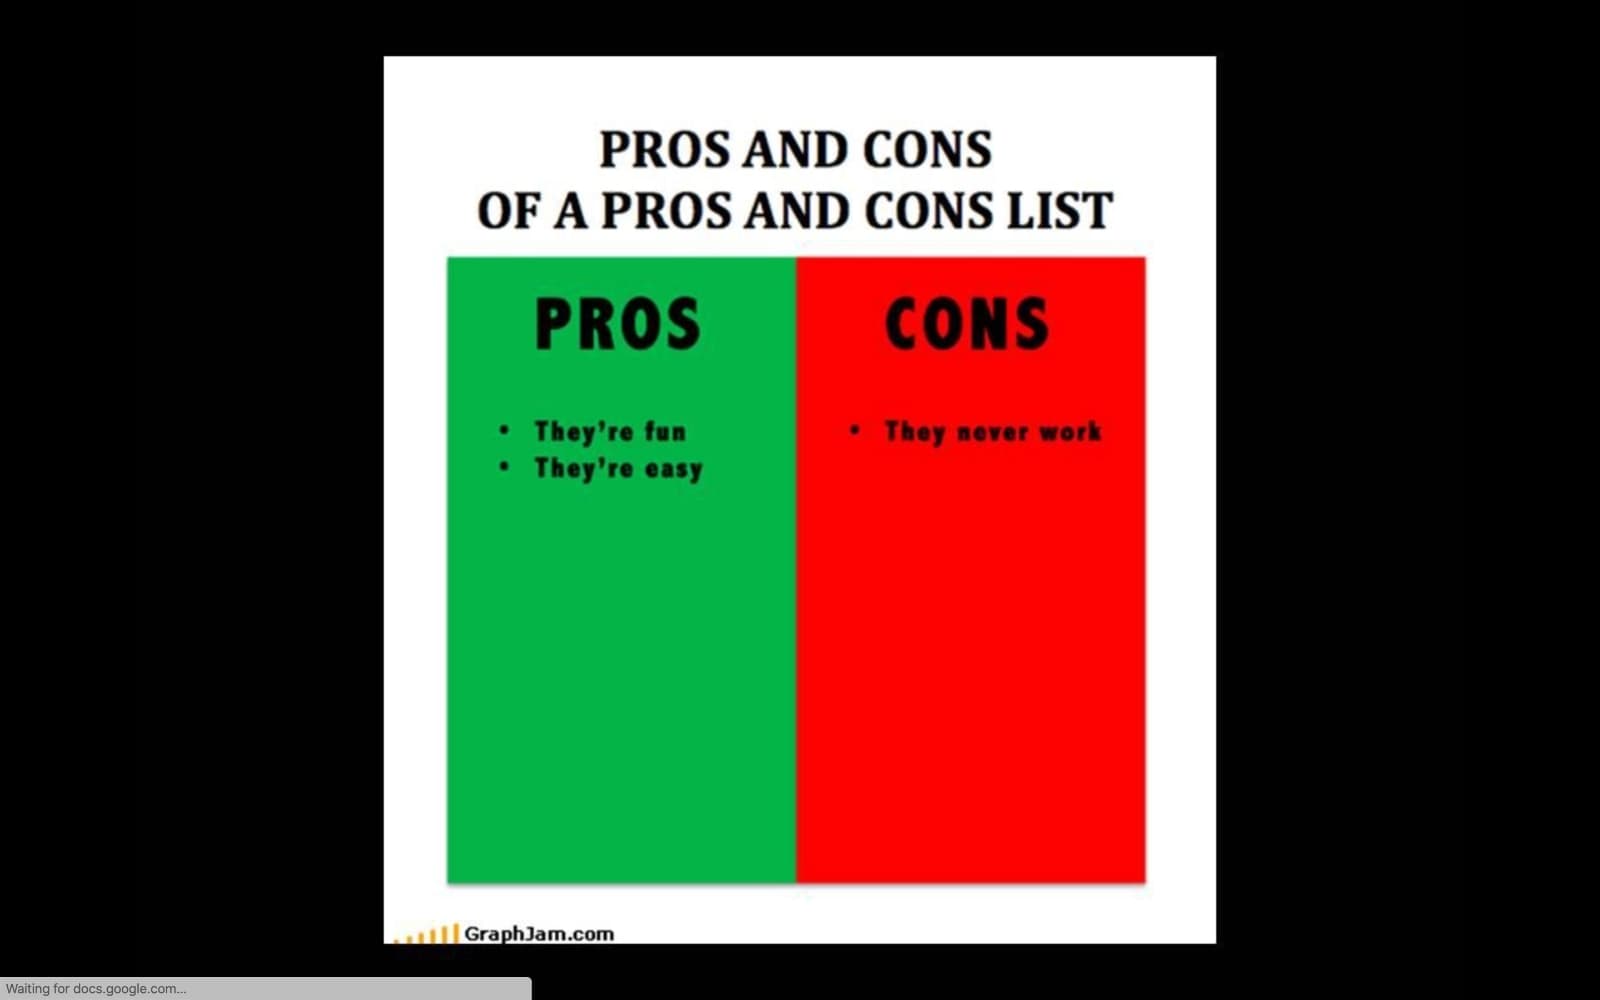 PROS AND CONS
OF A PROS AND CONS LIST
PROS
• They're fun
• They're easy
CONS
• They never work
GraphJam.com
Waiting for docs.google.com...